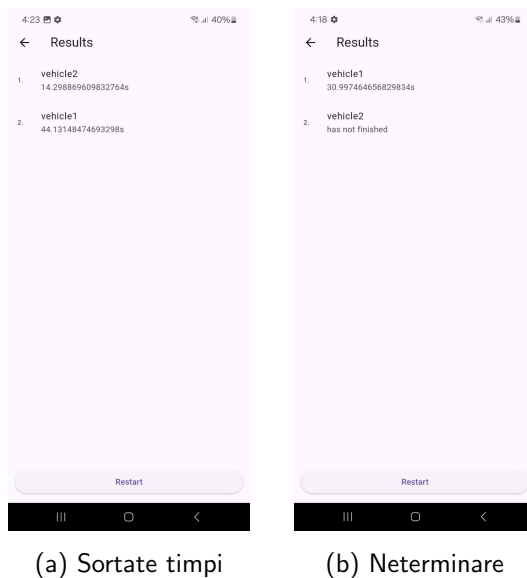 4:23 40%
Results
1. vehicle2
14.298869609832764s
2. vehicle1
44.13148474693298s
Restart
(a) Sortate timpi
4:18 43%
Results
1. vehicle1
30.997464656829834s
2. vehicle2
has not finished
Restart
(b) Neterminare